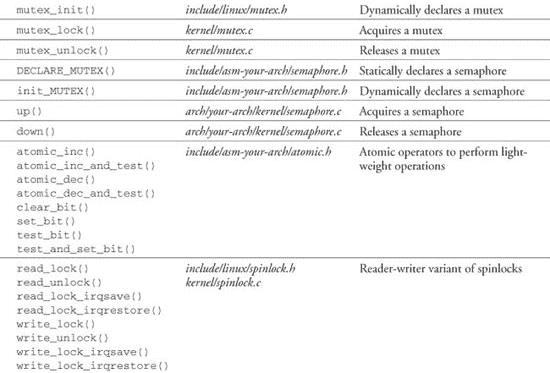 mutex_init() include/linux/mutex.h Dynamically declares a mutex
mutex_lock() kernel/mutex.c Acquires a mutex
mutex_unlock() kernel/mutex.c Releases a mutex
DECLARE_MUTEX() include/asm-your-arch/semaphore.h Statically declares a semaphore
init_MUTEX() include/asm-your-arch/semaphore.h Dynamically declares a semaphore
up() arch/your-arch/kernel/semaphore.c Acquires a semaphore
down() arch/your-arch/kernel/semaphore.c Releases a semaphore
atomic_inc() include/asm-your-arch/atomic.h Atomic operators to perform light-
atomic_inc_and_test() weight operations
atomic_dec()
atomic_dec_and_test()
clear_bit()
set_bit()
test_bit()
test_and_set_bit()
read_lock() include/linux/spinlock.h Reader-writer variant of spinlocks
read_unlock() kernel/spinlock.c
read_lock_irqsave()
read_lock_irqrestore()
write_lock()
write_unlock()
write_lock_irqsave()
write_lock_irqrestore()